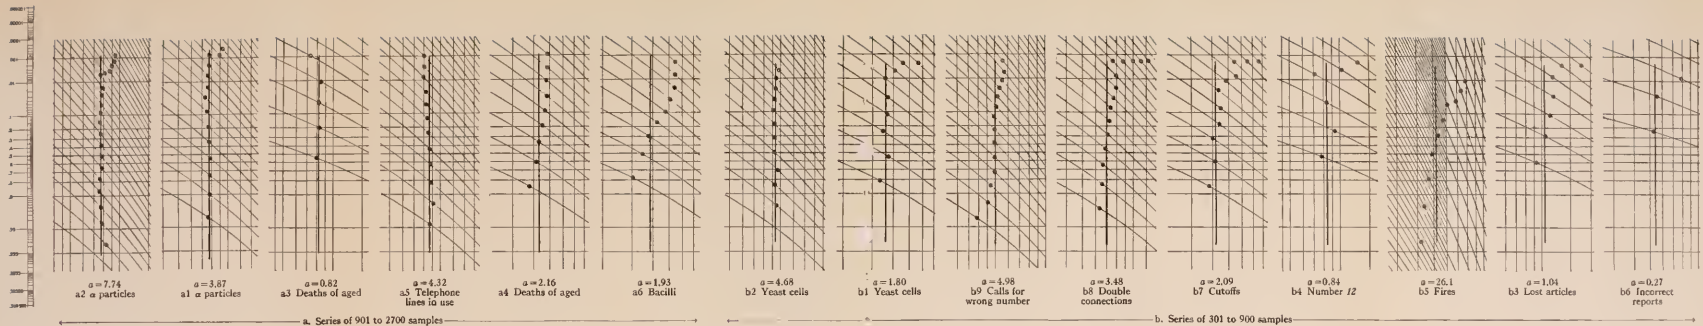 a = 7.74
a2 α particles
a = 3.87
a1 α particles
a = 0.82
a3 Deaths of aged
a = 4.32
a5 Telephone
lines in use
a = 2.16
a4 Deaths of aged
a = 1.93
a6 Bacilli
a = 4.68
b2 Yeast cells
a = 1.80
b1 Yeast cells
a = 4.98
b9 Calls for
wrong number
a = 3.48
b8 Double
connections
a = 2.09
b7 Cutoffs
a = 0.84
b4 Number 12
a = 26.1
b5 Fires
a = 1.04
b3 Lost articles
a = 0.27
b6 Incorrect
reports
a. Series of 901 to 2700 samples
b. Series of 301 to 900 samples